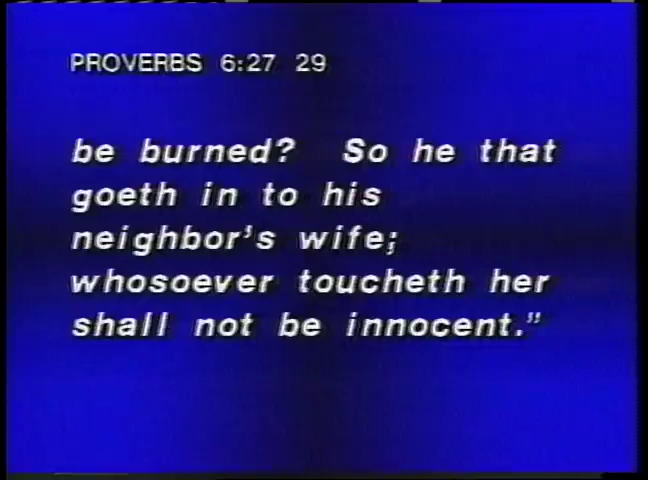 PROVERBS 6:27 29
be burned? So he that
goeth in to his
neighbor's wife;
whosoever toucheth her
shall not be innocent."